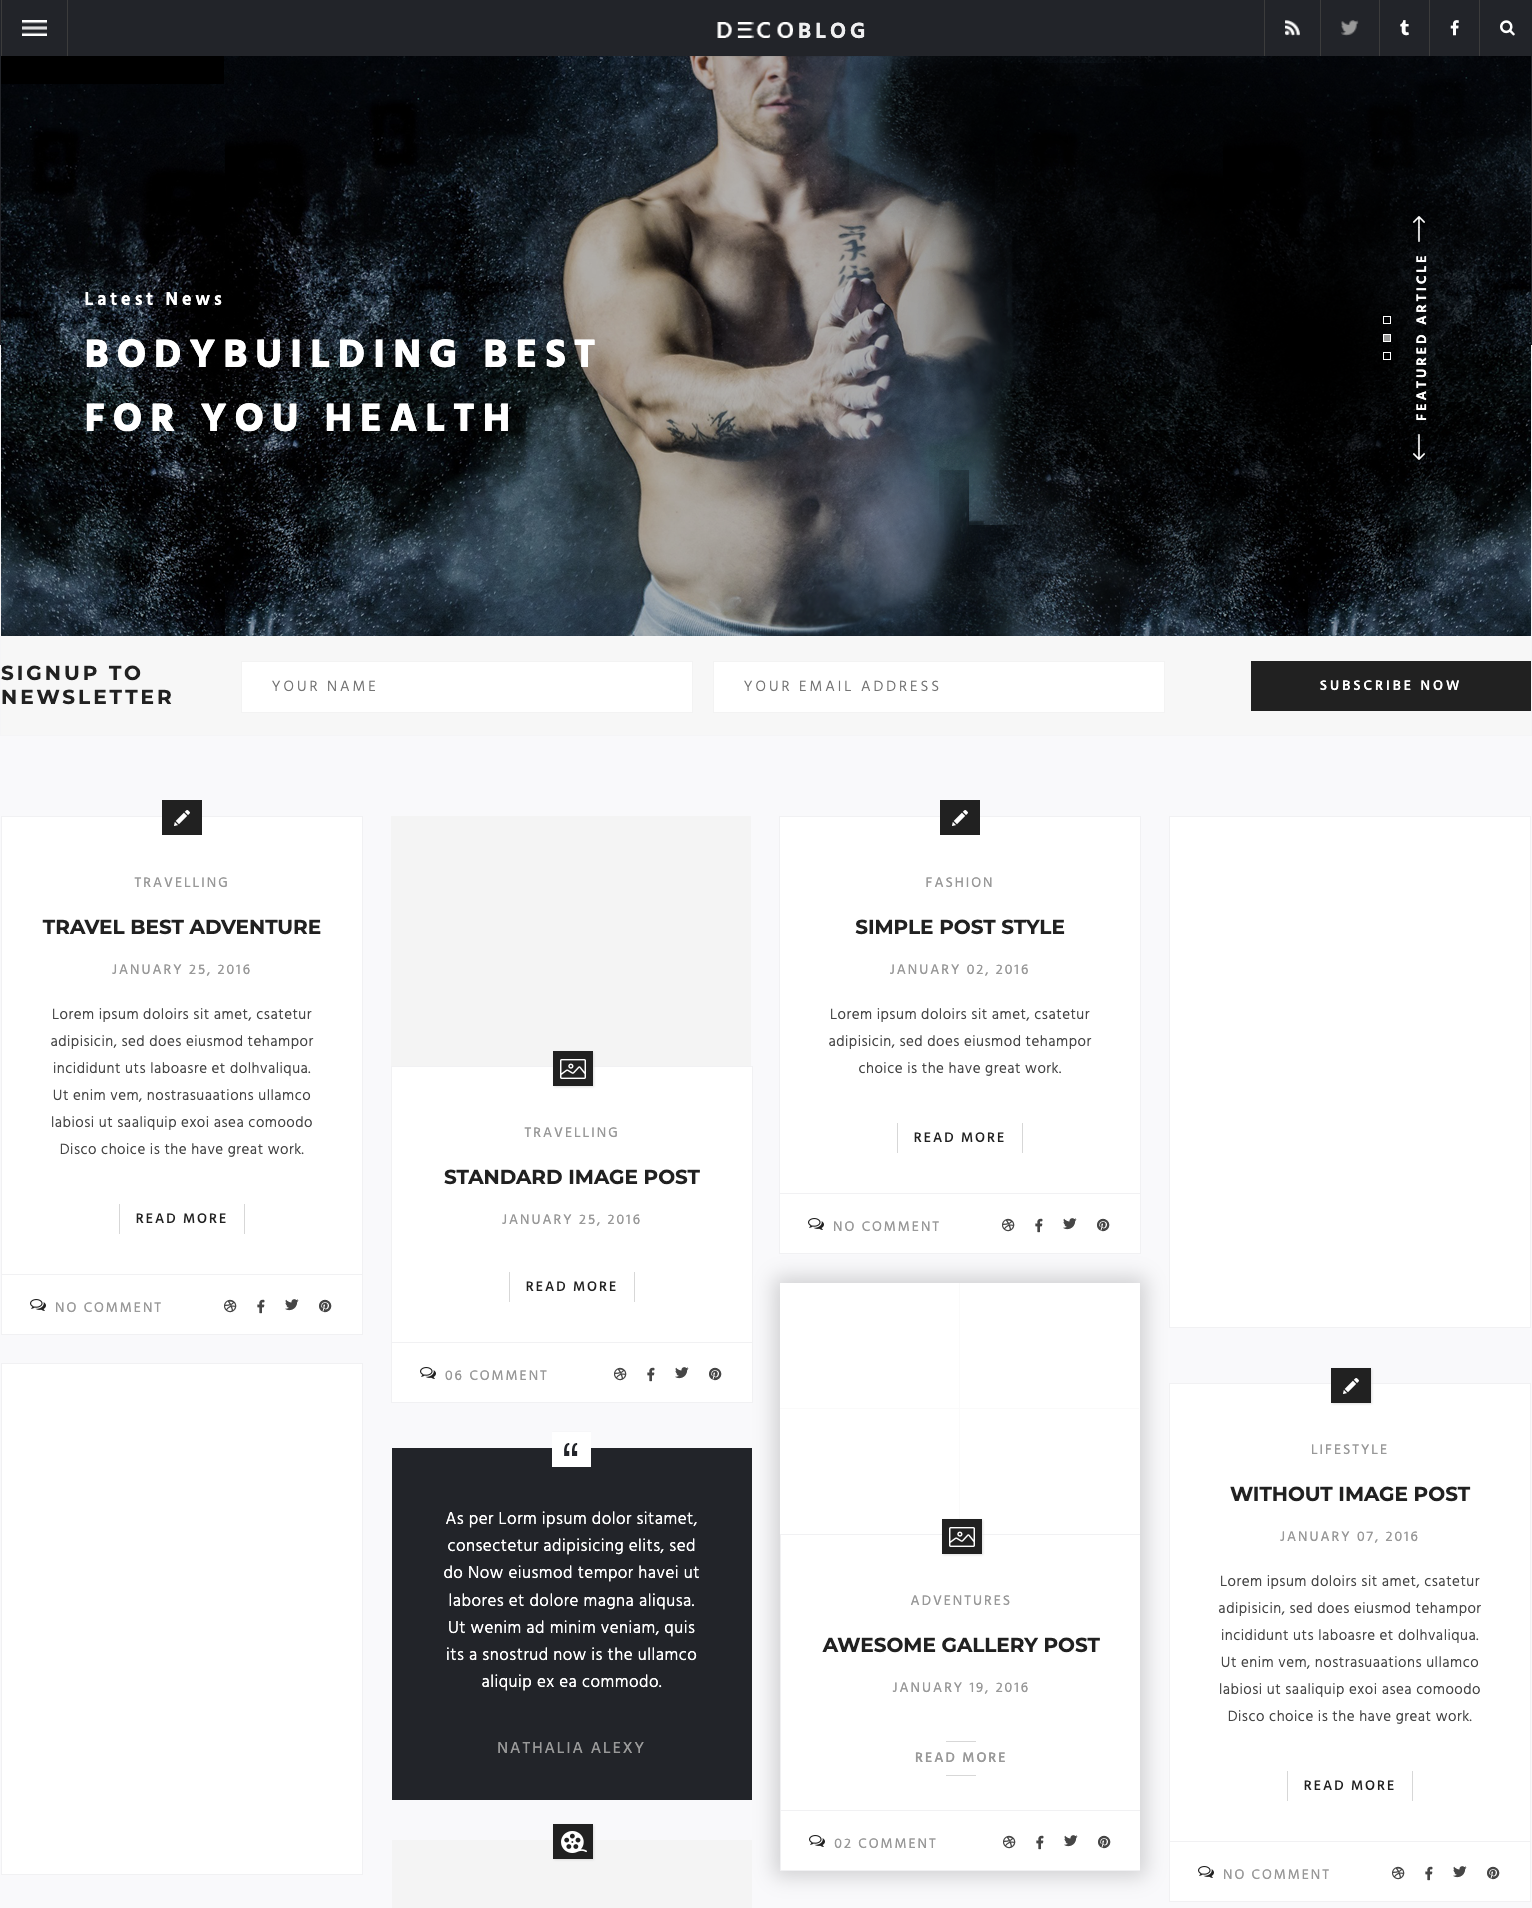 DECOBLOG
Latest News
BODYBUILDING BEST
FOR YOU HEALTH
FEATURED ARTICLE
SIGNUP TO
NEWSLETTER
YOUR NAME
YOUR EMAIL ADDRESS
SUBSCRIBE NOW
TRAVELLING
TRAVEL BEST ADVENTURE
JANUARY 25, 2016
Lorem ipsum doloirs sit amet, csatetur
adipisicin, sed does eiusmod tehampor
incididunt uts laboasre et dolhvaliqua.
Ut enim vem, nostrasuaations ullamco
labiosi ut saaliquip exoi asea comoodo
Disco choice is the have great work.
READ MORE
NO COMMENT
TRAVELLING
STANDARD IMAGE POST
JANUARY 25, 2016
READ MORE
06 COMMENT
“
As per Lorm ipsum dolor sitamet,
consectetur adipisicing elits, sed
do Now eiusmod tempor havei ut
labores et dolore magna aliqusa.
Ut wenim ad minim veniam, quis
its a snostrud now is the ullamco
aliquip ex ea commodo.
NATHALIA ALEXY
FASHION
SIMPLE POST STYLE
JANUARY 02, 2016
Lorem ipsum doloirs sit amet, csatetur
adipisicin, sed does eiusmod tehampor
choice is the have great work.
READ MORE
NO COMMENT
ADVENTURES
AWESOME GALLERY POST
JANUARY 19, 2016
READ MORE
02 COMMENT
LIFESTYLE
WITHOUT IMAGE POST
JANUARY 07, 2016
Lorem ipsum doloirs sit amet, csatetur
adipisicin, sed does eiusmod tehampor
incididunt uts laboasre et dolhvaliqua.
Ut enim vem, nostrasuaations ullamco
labiosi ut saaliquip exoi asea comoodo
Disco choice is the have great work.
READ MORE
NO COMMENT